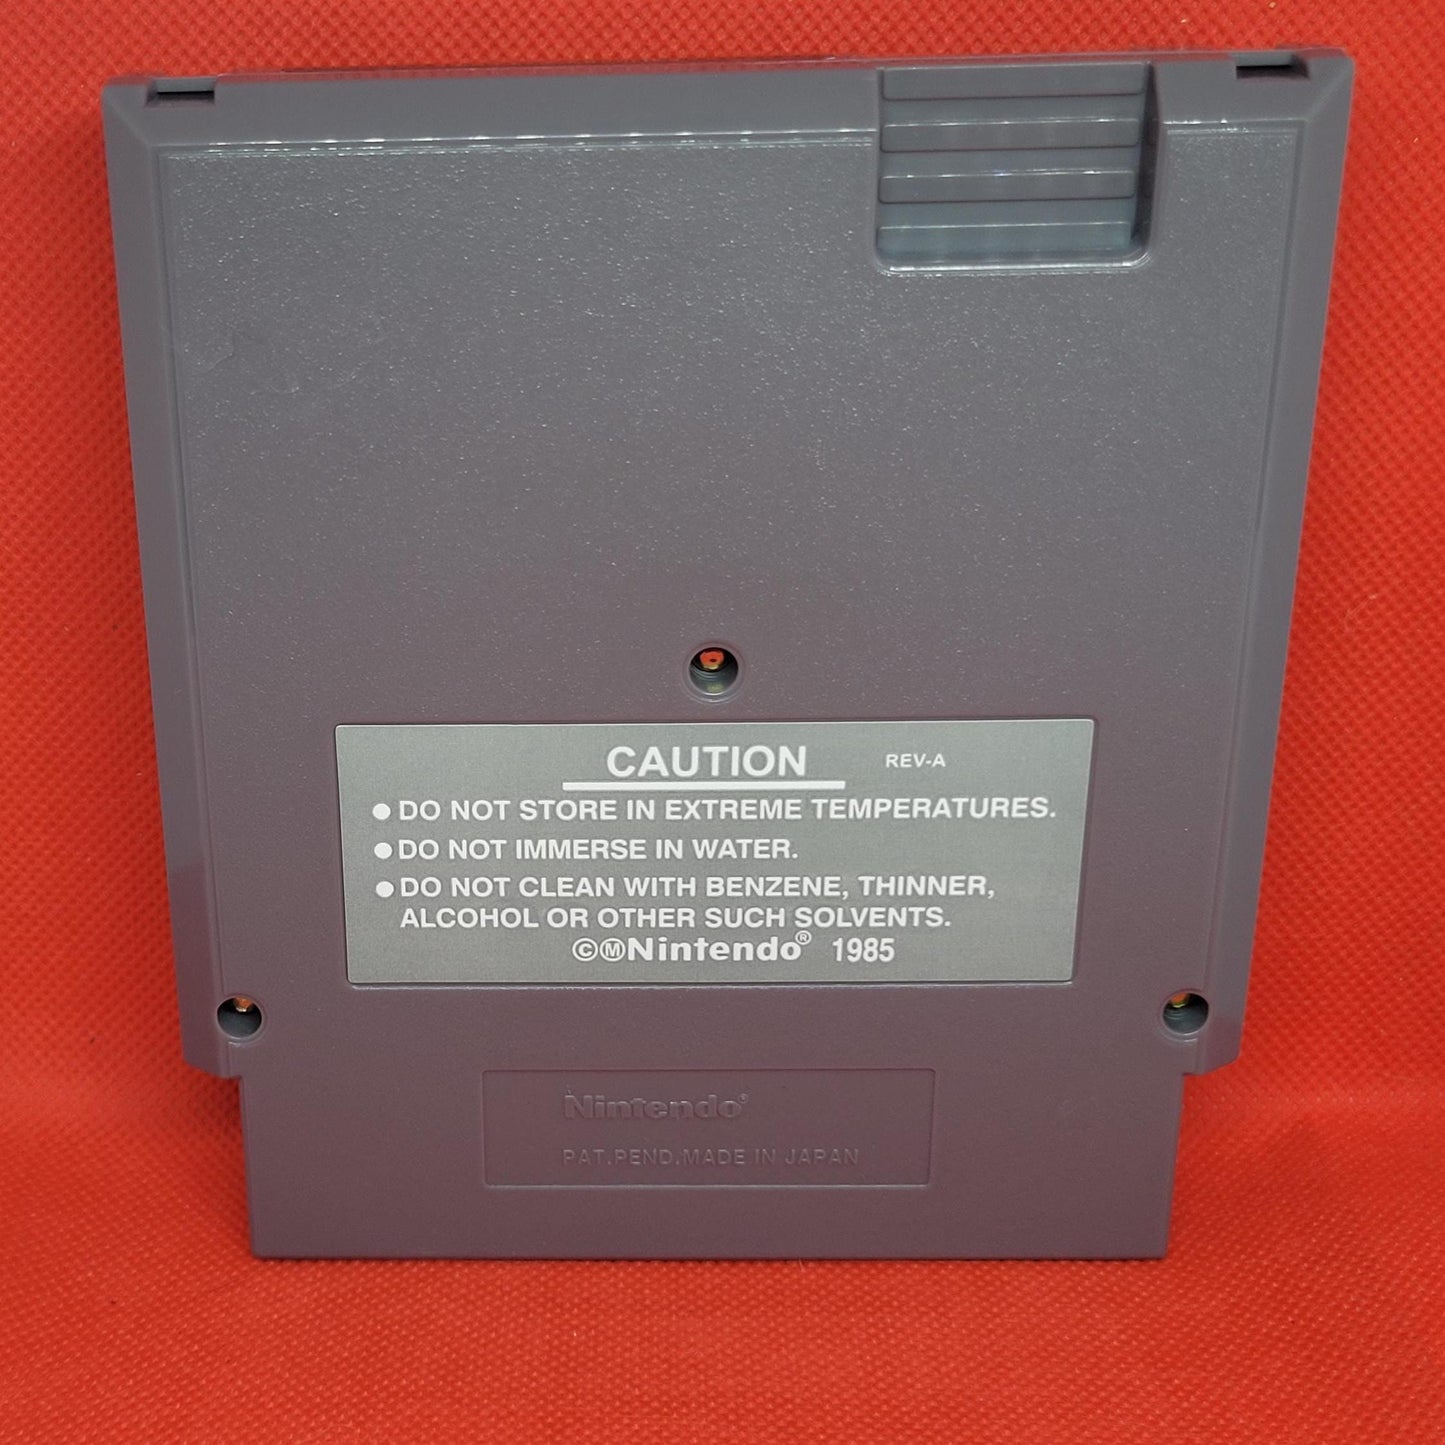 CAUTION REV-A
● DO NOT STORE IN EXTREME TEMPERATURES.
● DO NOT IMMERSE IN WATER.
● DO NOT CLEAN WITH BENZENE, THINNER,
ALCOHOL OR OTHER SUCH SOLVENTS.
©ⓂNintendo® 1985
Nintendo®
PAT.PEND.MADE IN JAPAN